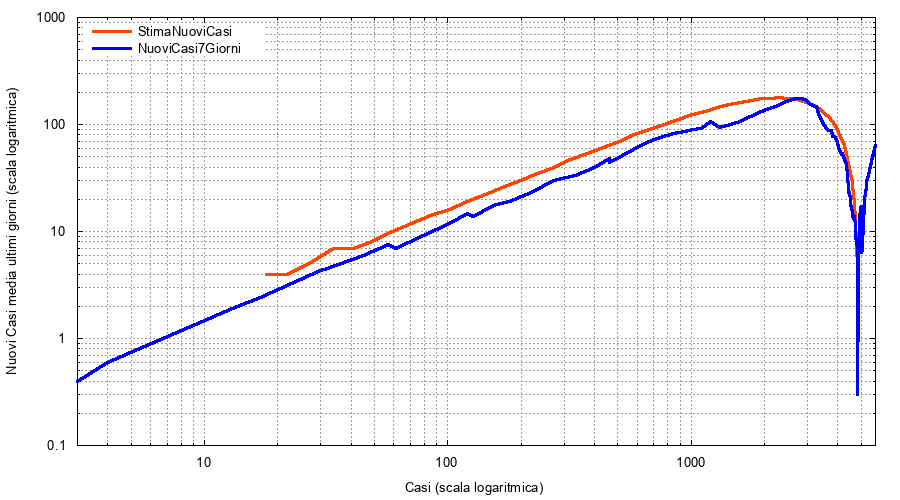 1000
100
10
1
0.1
Nuovi Casi media ultimi giorni (scala logaritmica)
StimaNuoviCasi
NuoviCasi7Giorni
10
100
1000
Casi (scala logaritmica)